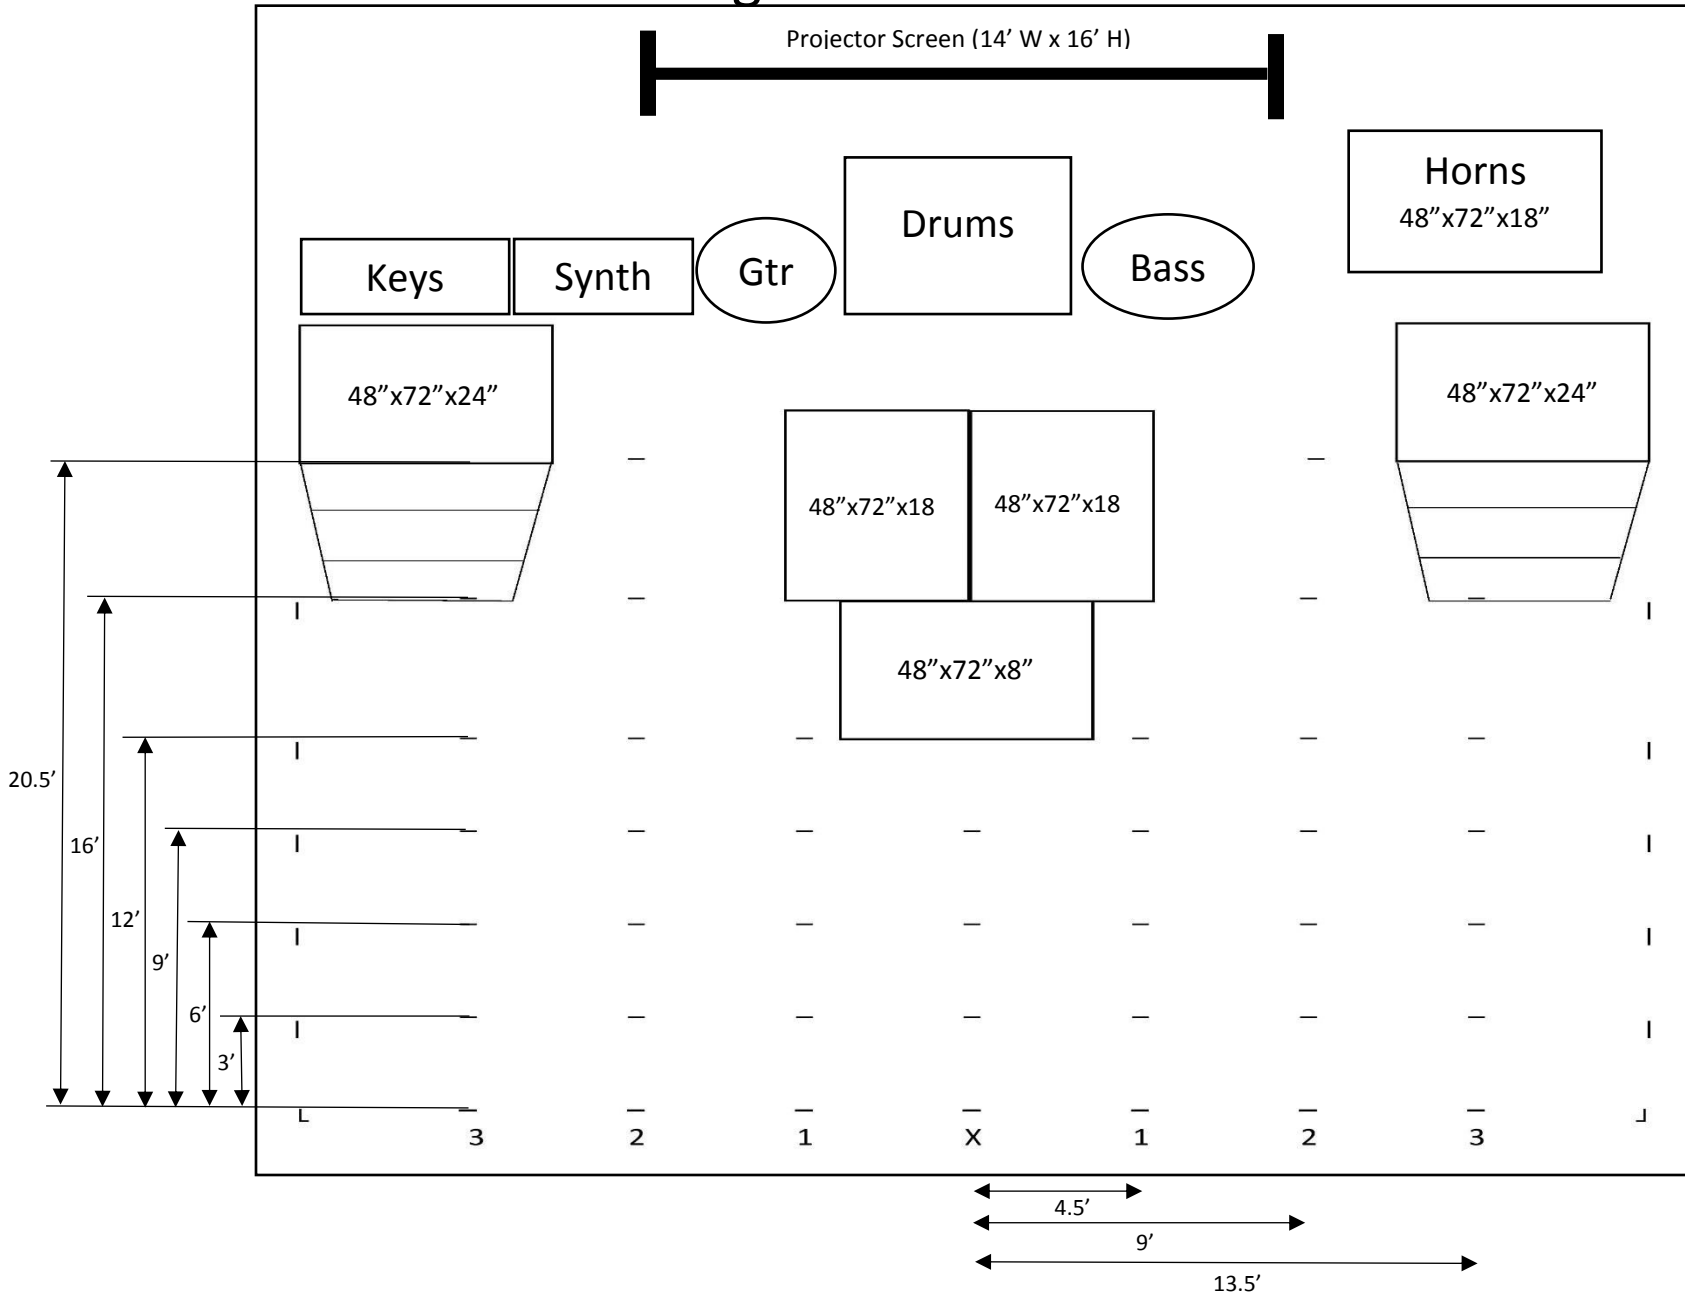 Projector Screen (14’ W x 16’ H)
Horns
48”x72”x18”
Drums
Keys
Synth
Gtr
Bass
48”x72”x24”
48”x72”x24”
48”x72”x18
48”x72”x18
48”x72”x8”
20.5’
16’
12’
9’
6’
3’
3 2 1 X 1 2 3
4.5’
9’
13.5’